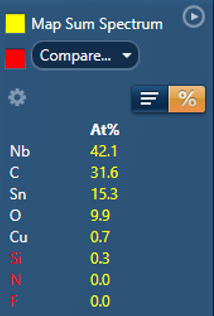 Map Sum Spectrum
Compare...
%
At%
Nb 42.1
C 31.6
Sn 15.3
O 9.9
Cu 0.7
Si 0.3
N 0.0
F 0.0